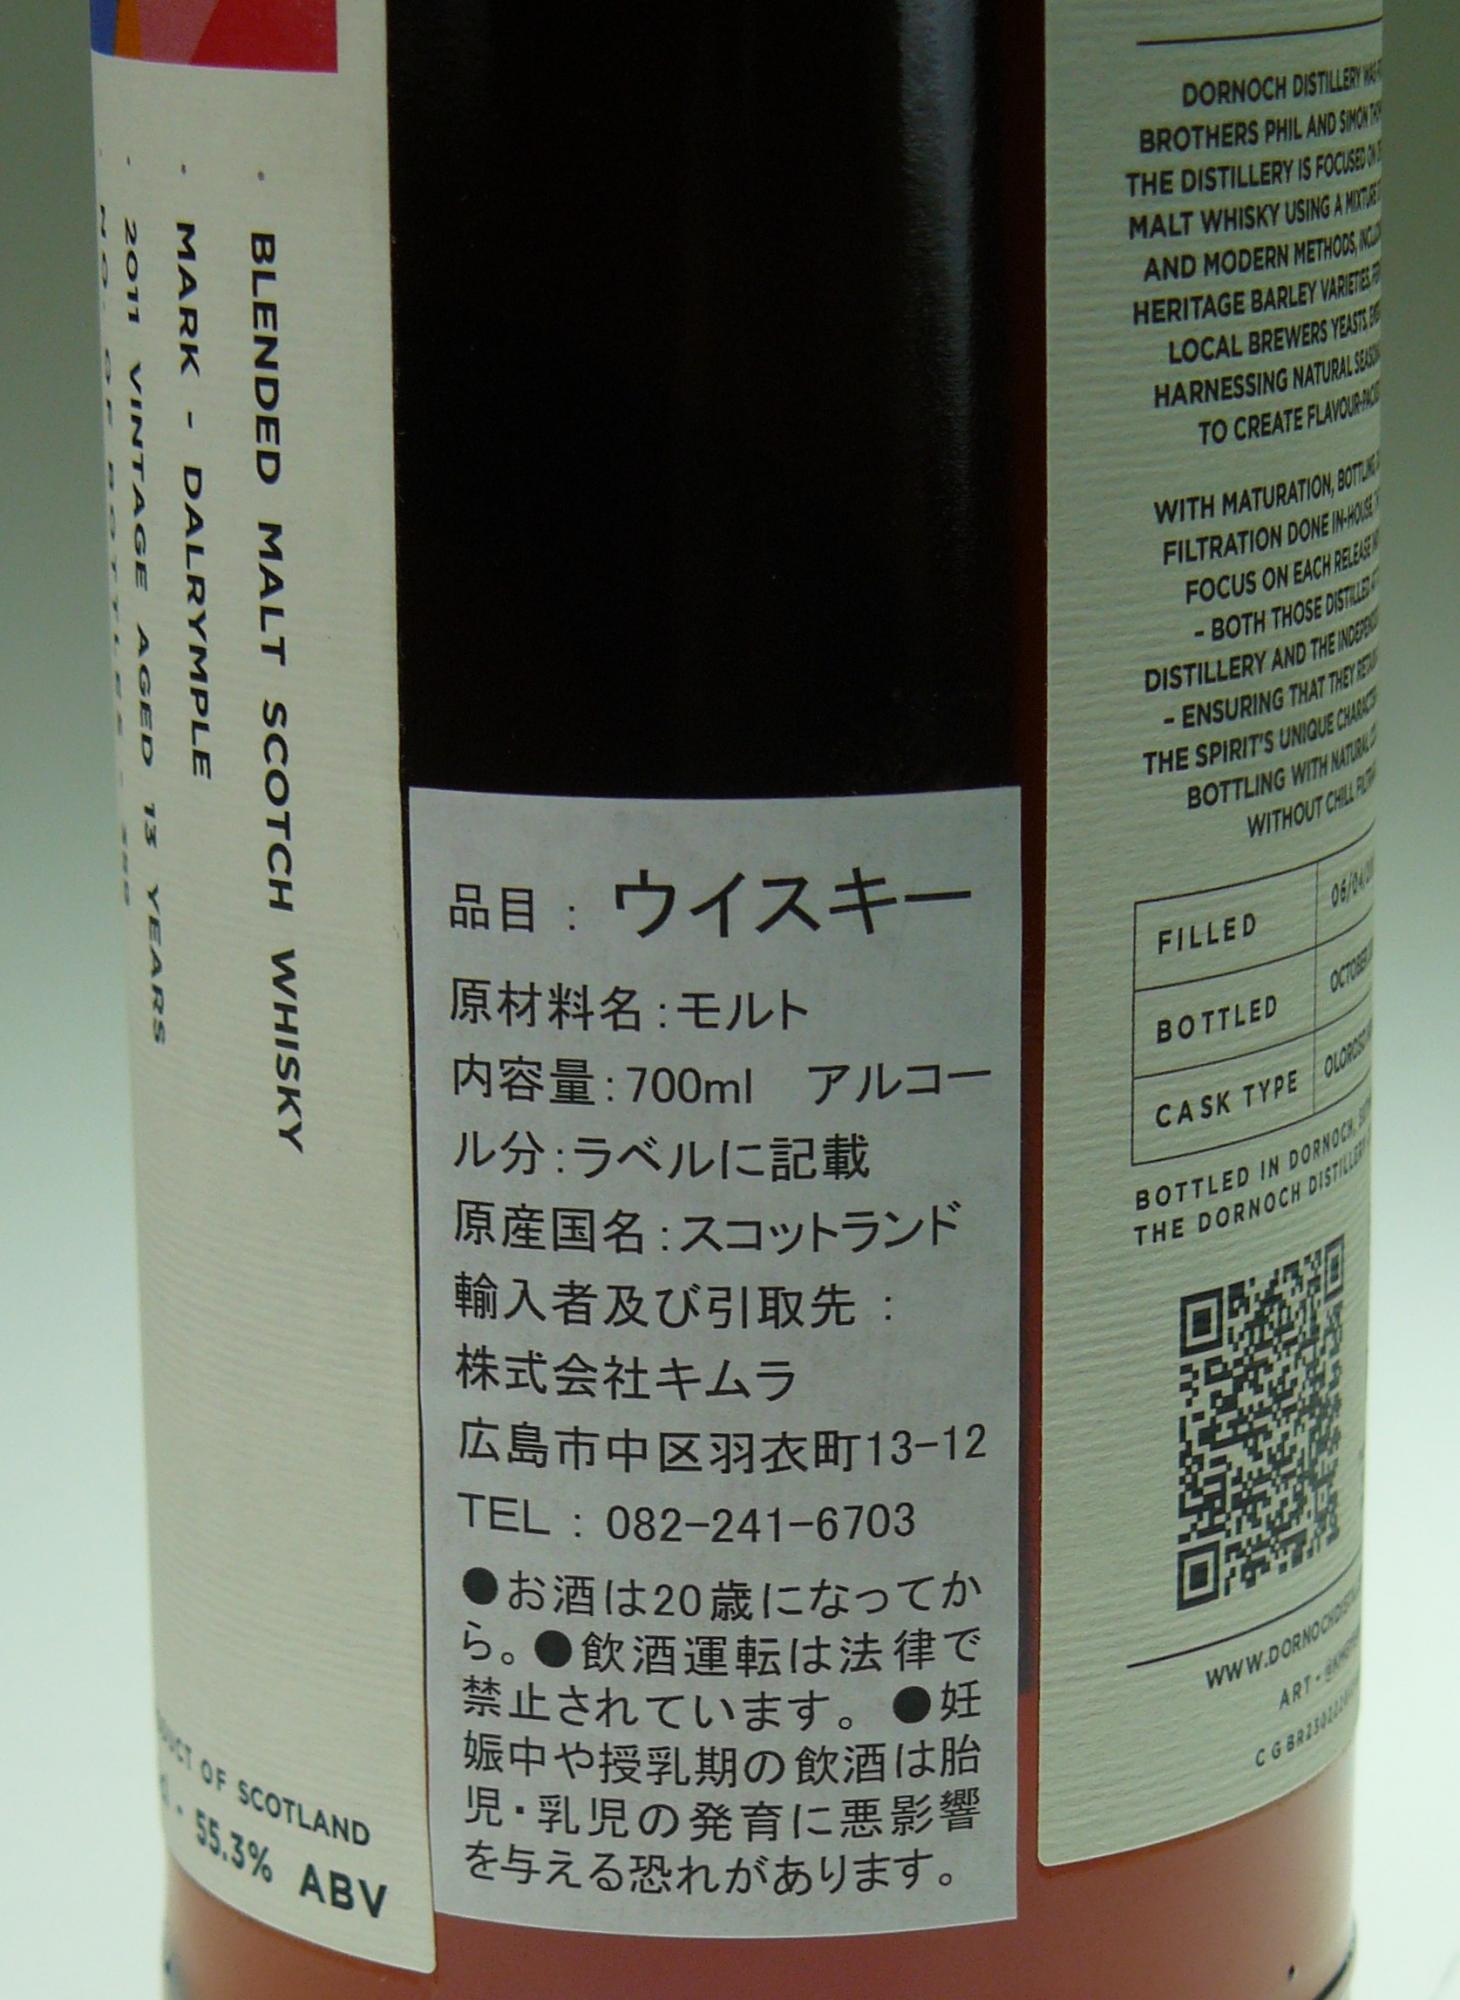 · BLENDED MALT SCOTCH WHISKY
· MARK - DALRYMPLE
· 2011 VINTAGE AGED 13 YEARS
NO. OF BOTTLES
OF SCOTLAND
55.3% ABV
品目：ウイスキー
原材料名：モルト
内容量：700ml　アルコー
ル分：ラベルに記載
原産国名：スコットランド
輸入者及び引取先：
株式会社キムラ
広島市中区羽衣町13-12
TEL：082-241-6703
●お酒は20歳になってか
ら。●飲酒運転は法律で
禁止されています。●妊
娠中や授乳期の飲酒は胎
児・乳児の発育に悪影響
を与える恐れがあります。
DORNOCH DISTILLERY
BROTHERS PHIL AND SIMON
THE DISTILLERY IS FOCUSED ON
MALT WHISKY USING A MIXTURE
AND MODERN METHODS,
HERITAGE BARLEY VARIETIES,
LOCAL BREWERS YEASTS,
HARNESSING NATURAL
TO CREATE
WITH MATURATION, BOTTLING,
FILTRATION DONE IN-HOUSE,
FOCUS ON EACH RELEASE
- BOTH THOSE DISTILLED
DISTILLERY AND THE
- ENSURING THAT THEY
THE SPIRIT'S UNIQUE
BOTTLING WITH NATURAL
WITHOUT CHILL
FILLED
BOTTLED OCTOBER
CASK TYPE OLOROSO
BOTTLED IN DORNOCH,
THE DORNOCH DISTILLERY
ART -